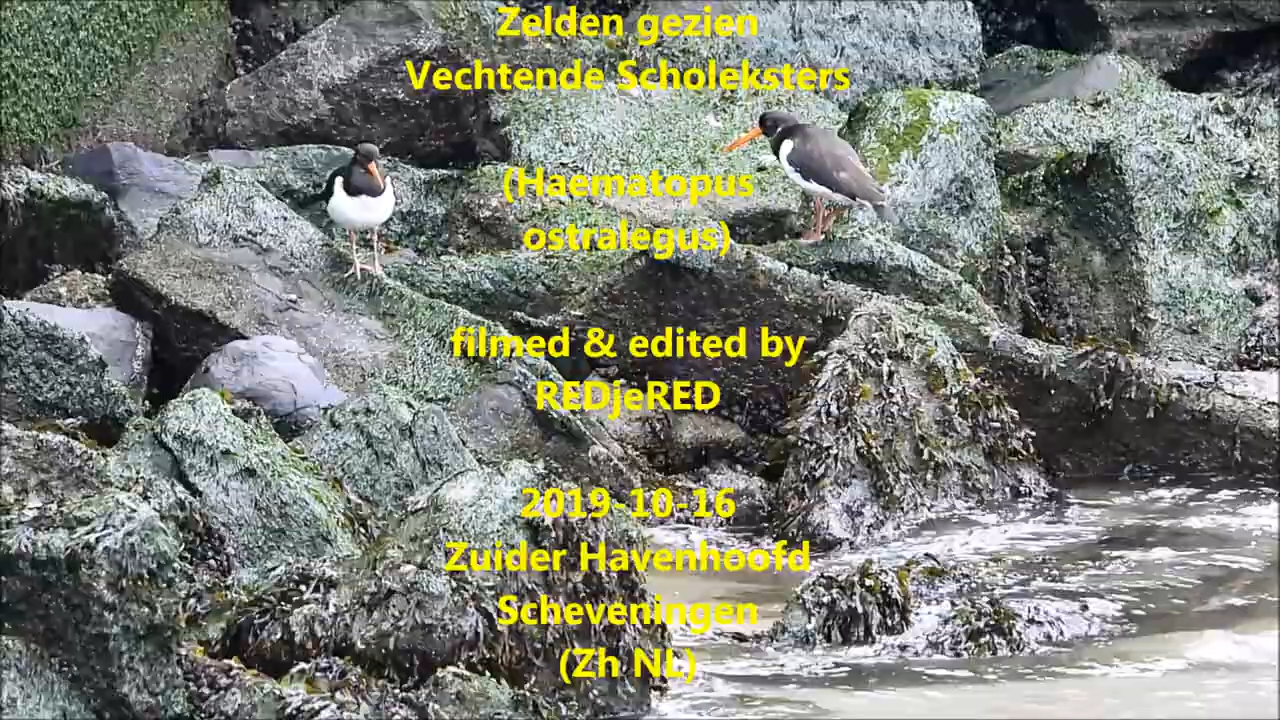 Zelden gezien
Vechtende Scholeksters
(Haematopus
ostralegus)
filmed & edited by
REDjeRED
2019-10-16
Zuider Havenhoofd
Scheveningen
(Zh NL)